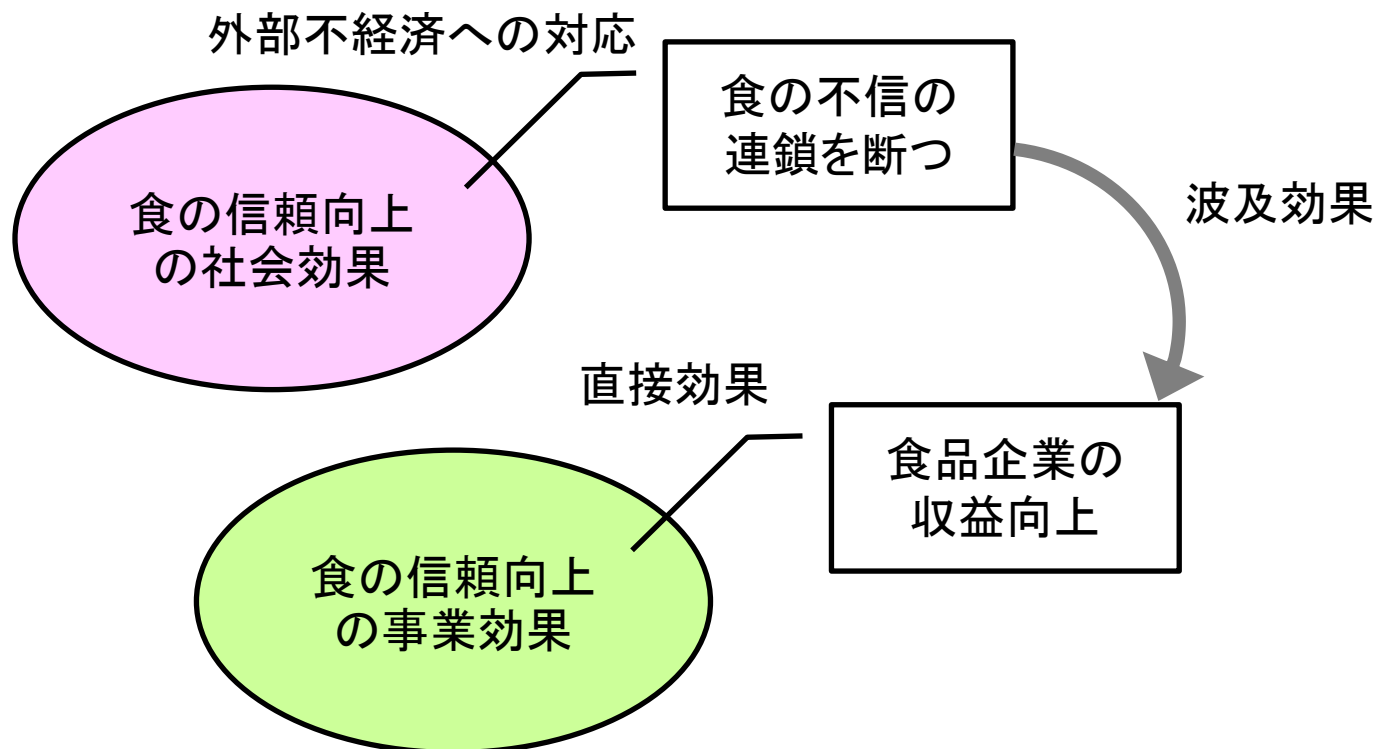 外部不経済への対応
食の不信の
連鎖を断つ
食の信頼向上
の社会効果
波及効果
直接効果
食品企業の
収益向上
食の信頼向上
の事業効果